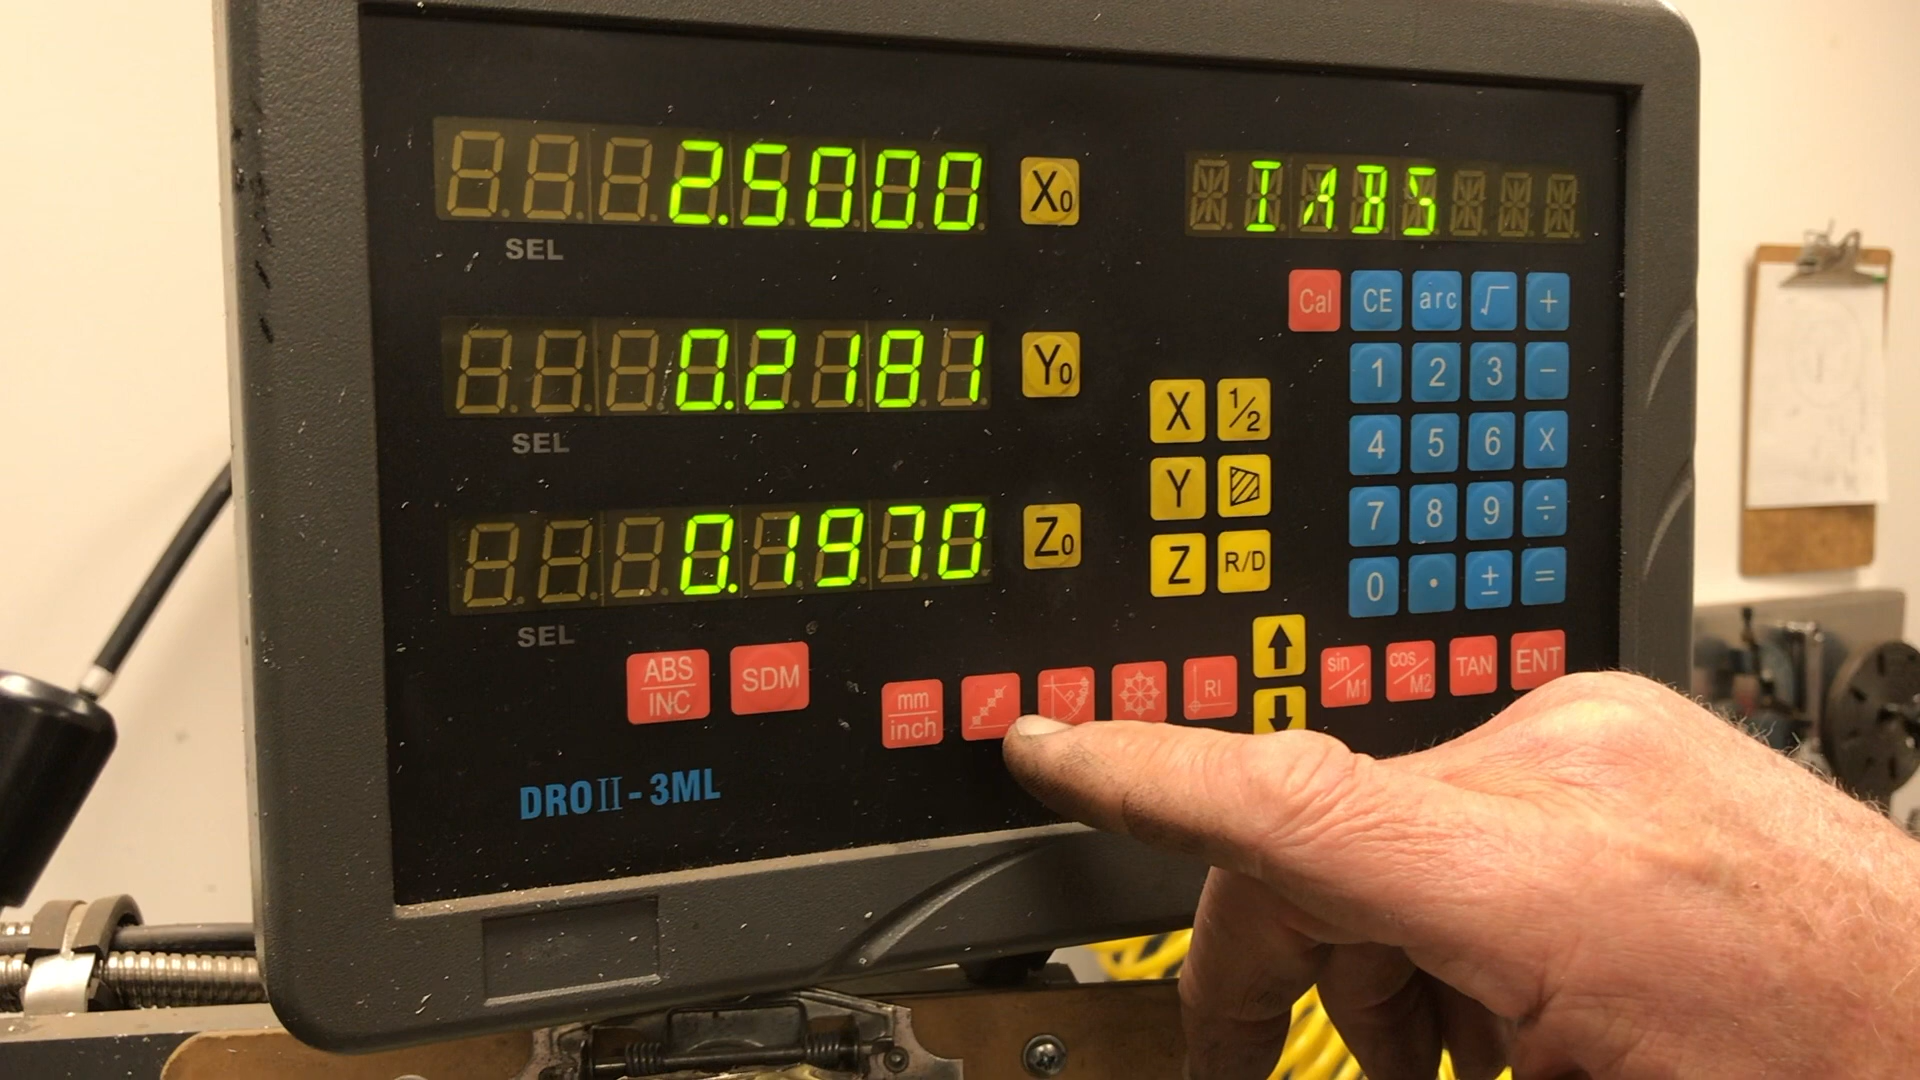 2.5000 X0 I ABS
SEL
Cal CE arc √ +
0.2181 Y0
1 2 3 −
SEL
X 1/2
4 5 6 X
0.1970 Z0
Y
7 8 9 ÷
SEL
Z R/D
0 . ± =
ABS
INC
SDM
mm
inch
RI
sin
/M1
cos
/M2
TAN ENT
DRO II - 3ML